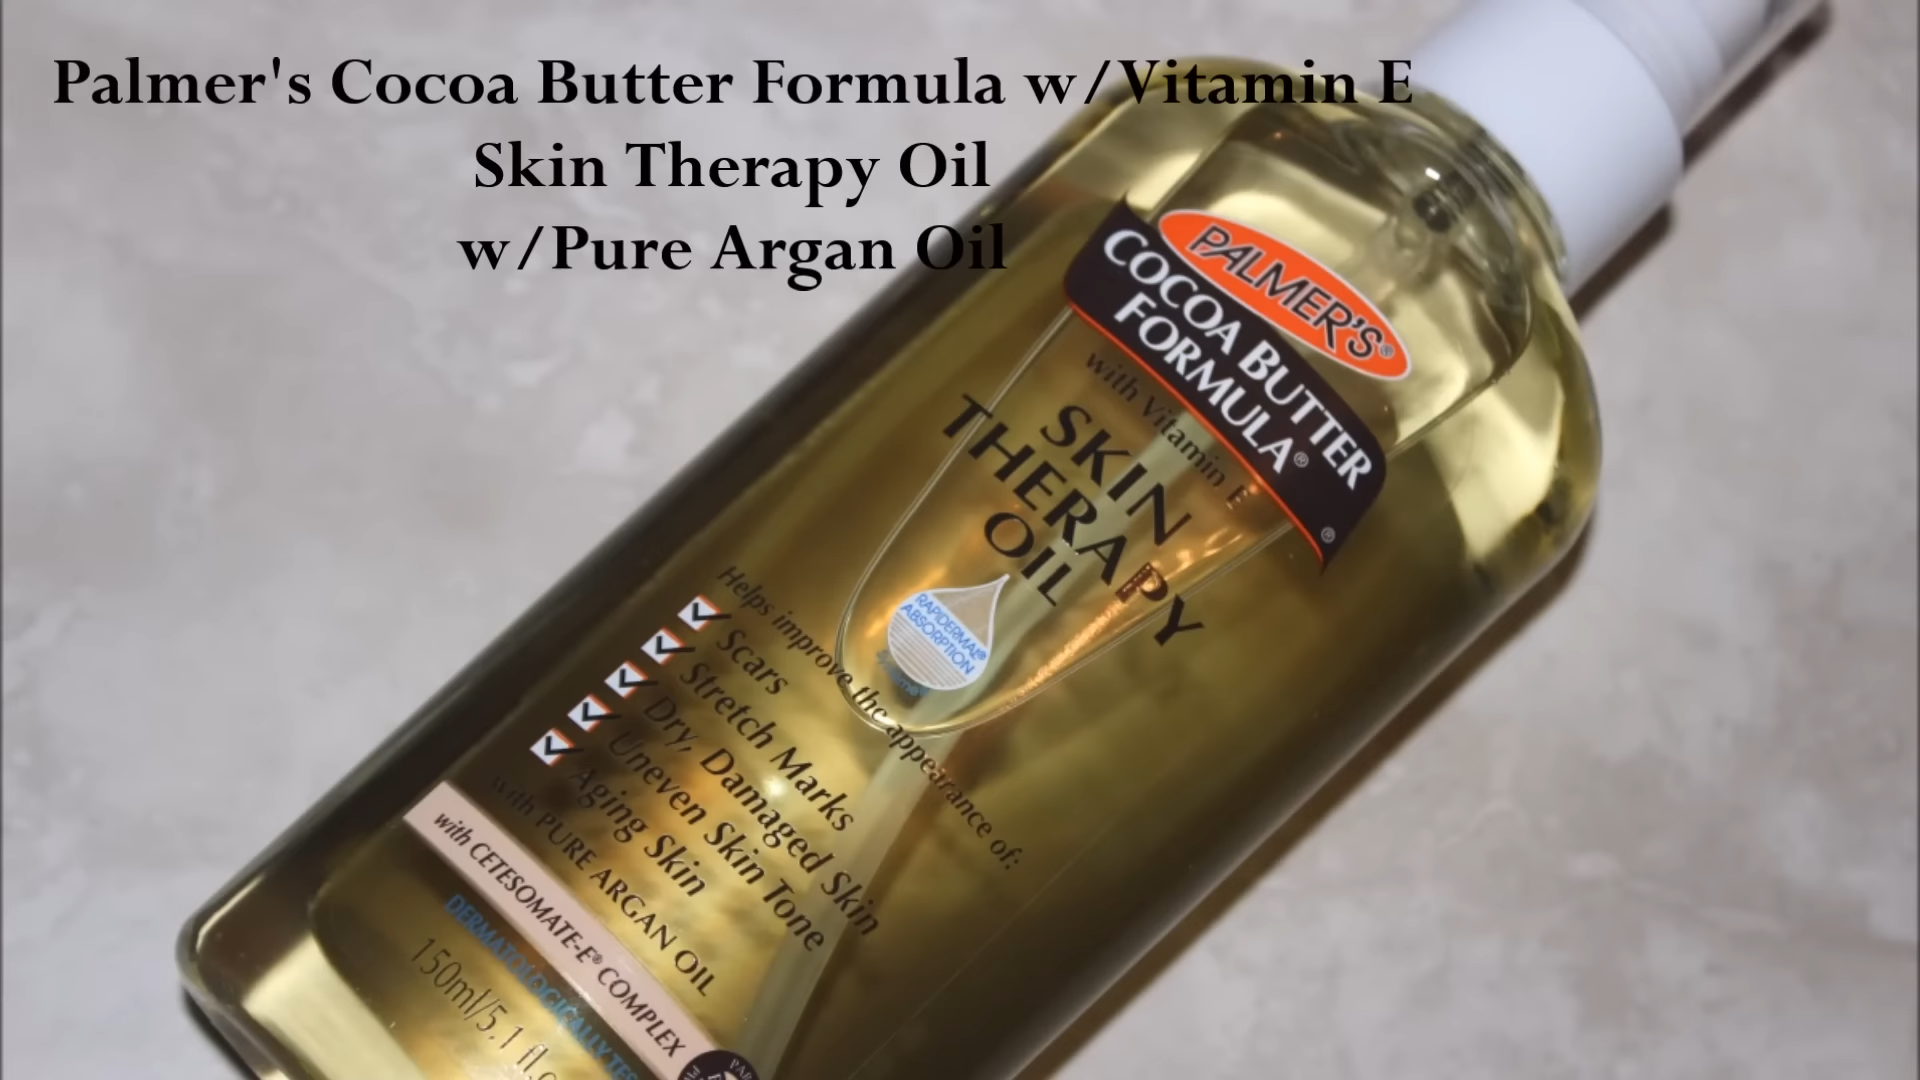 Palmer's Cocoa Butter Formula w/Vitamin E
Skin Therapy Oil
w/Pure Argan Oil
PALMER'S®
COCOA BUTTER
FORMULA®
®
with Vitamin E
SKIN
THERAPY
OIL
RAPIDERMAL®
ABSORPTION
Helps improve the appearance of:
Scars
Stretch Marks
Dry, Damaged Skin
Uneven Skin Tone
Aging Skin
with PURE ARGAN OIL
with CETESOMATE-E® COMPLEX
DERMATOLOGICALLY
150ml/5.1 fl.